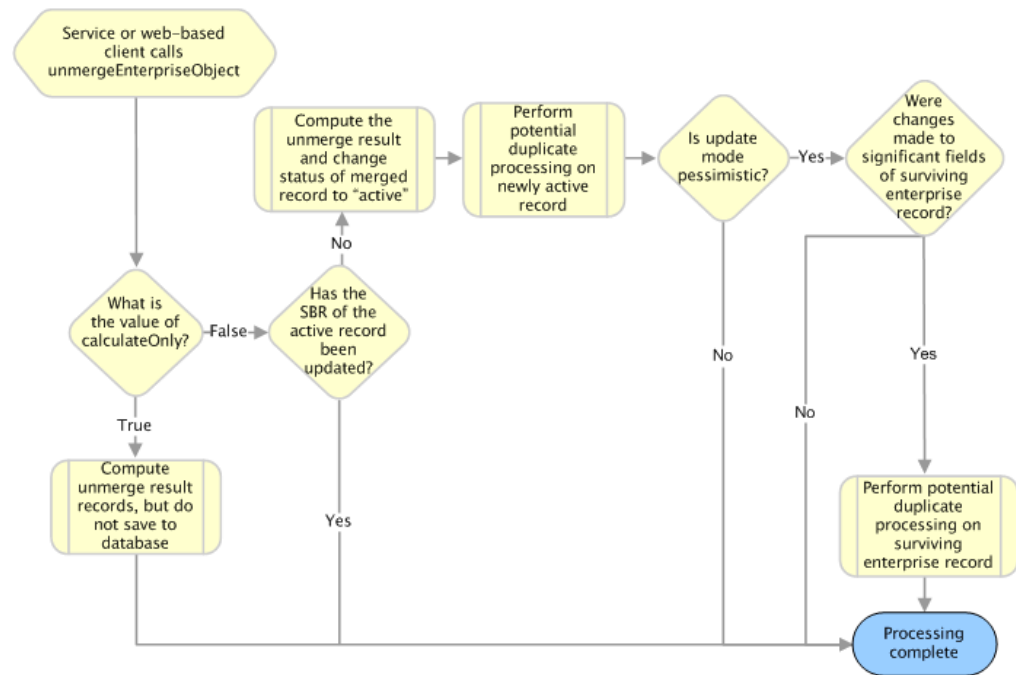 Service or web-based
client calls
unmergeEnterpriseObject
Compute the
unmerge result
and change
status of merged
record to “active”
Perform
potential
duplicate
processing on
newly active
record
Is update
mode
pessimistic?
Yes
Were
changes
made to
significant fields
of surviving
enterprise
record?
No
What is
the value of
calculateOnly?
False
Has the
SBR of the
active record
been
updated?
No
Yes
No
True
Compute
unmerge result
records, but do
not save to
database
Yes
Perform potential
duplicate
processing on
surviving
enterprise record
Processing
complete